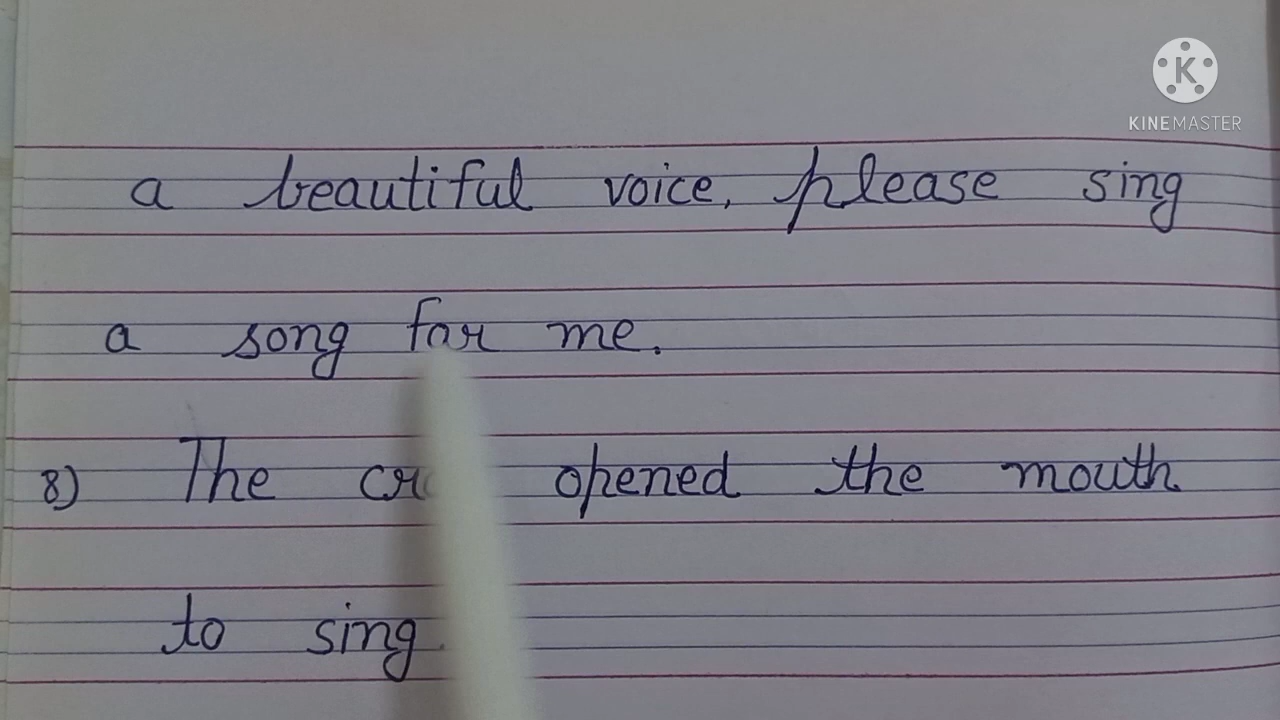 KINEMASTER
a beautiful voice, please sing
a song for me.
8) The opened the mouth
to sing